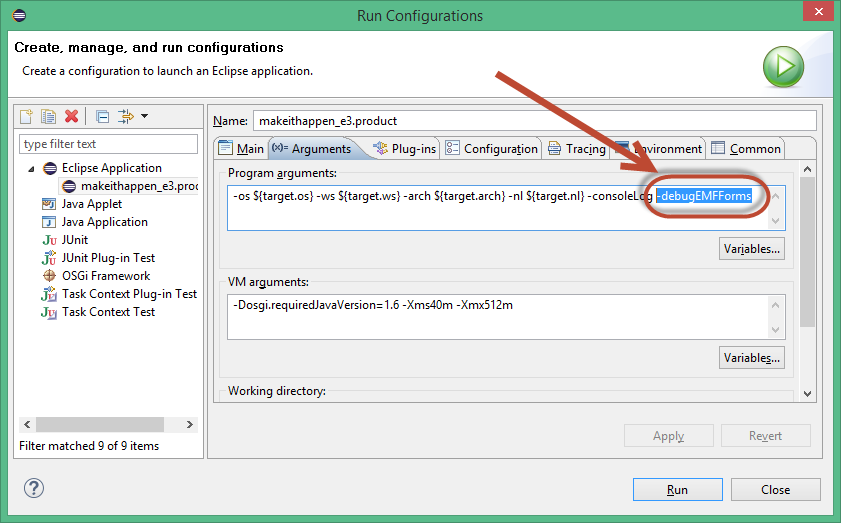 Run Configurations
Create, manage, and run configurations
Create a configuration to launch an Eclipse application.
type filter text
Eclipse Application
makeithappen_e3.proc
Java Applet
Java Application
JUnit
JUnit Plug-in Test
OSGi Framework
Task Context Plug-in Test
Task Context Test
Filter matched 9 of 9 items
Name: makeithappen_e3.product
Main (x)= Arguments Plug-ins Configuration Tracing Environment Common
Program arguments:
-os ${target.os} -ws ${target.ws} -arch ${target.arch} -nl ${target.nl} -consoleLog -debugEMFForms
Variables...
VM arguments:
-Dosgi.requiredJavaVersion=1.6 -Xms40m -Xmx512m
Variables...
Working directory:
Apply Revert
Run Close